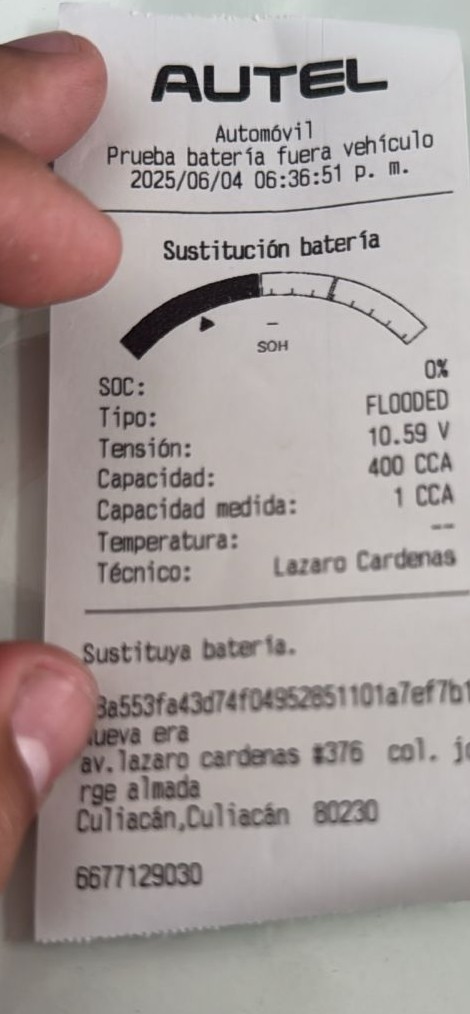 AUTEL
Automóvil
Prueba batería fuera vehículo
2025/06/04 06:36:51 p. m.
Sustitución batería
--
SOH
SOC: 0%
Tipo: FLOODED
Tensión: 10.59 V
Capacidad: 400 CCA
Capacidad medida: 1 CCA
Temperatura: --
Técnico: Lazaro Cardenas
Sustituya batería.
3a553fa43d74f04952851101a7ef7b1
nueva era
av.lazaro cardenas #376 col. jo
rge almada
Culiacán,Culiacán 80230
6677129030